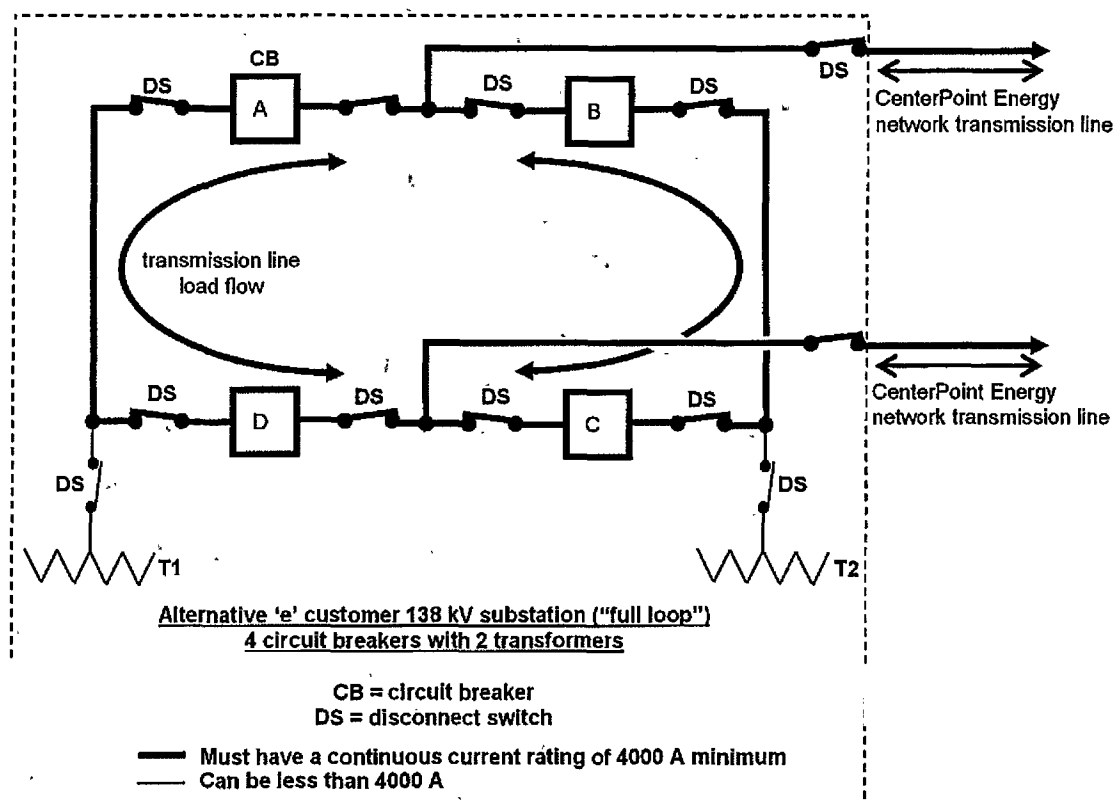 CB
DS
A
DS
B
DS
DS
CenterPoint Energy
network transmission line
transmission line
load flow
DS
D
DS
DS
C
DS
CenterPoint Energy
network transmission line
DS
DS
T1
T2
Alternative 'e' customer 138 kV substation ("full loop")
4 circuit breakers with 2 transformers
CB = circuit breaker
DS = disconnect switch
Must have a continuous current rating of 4000 A minimum
Can be less than 4000 A